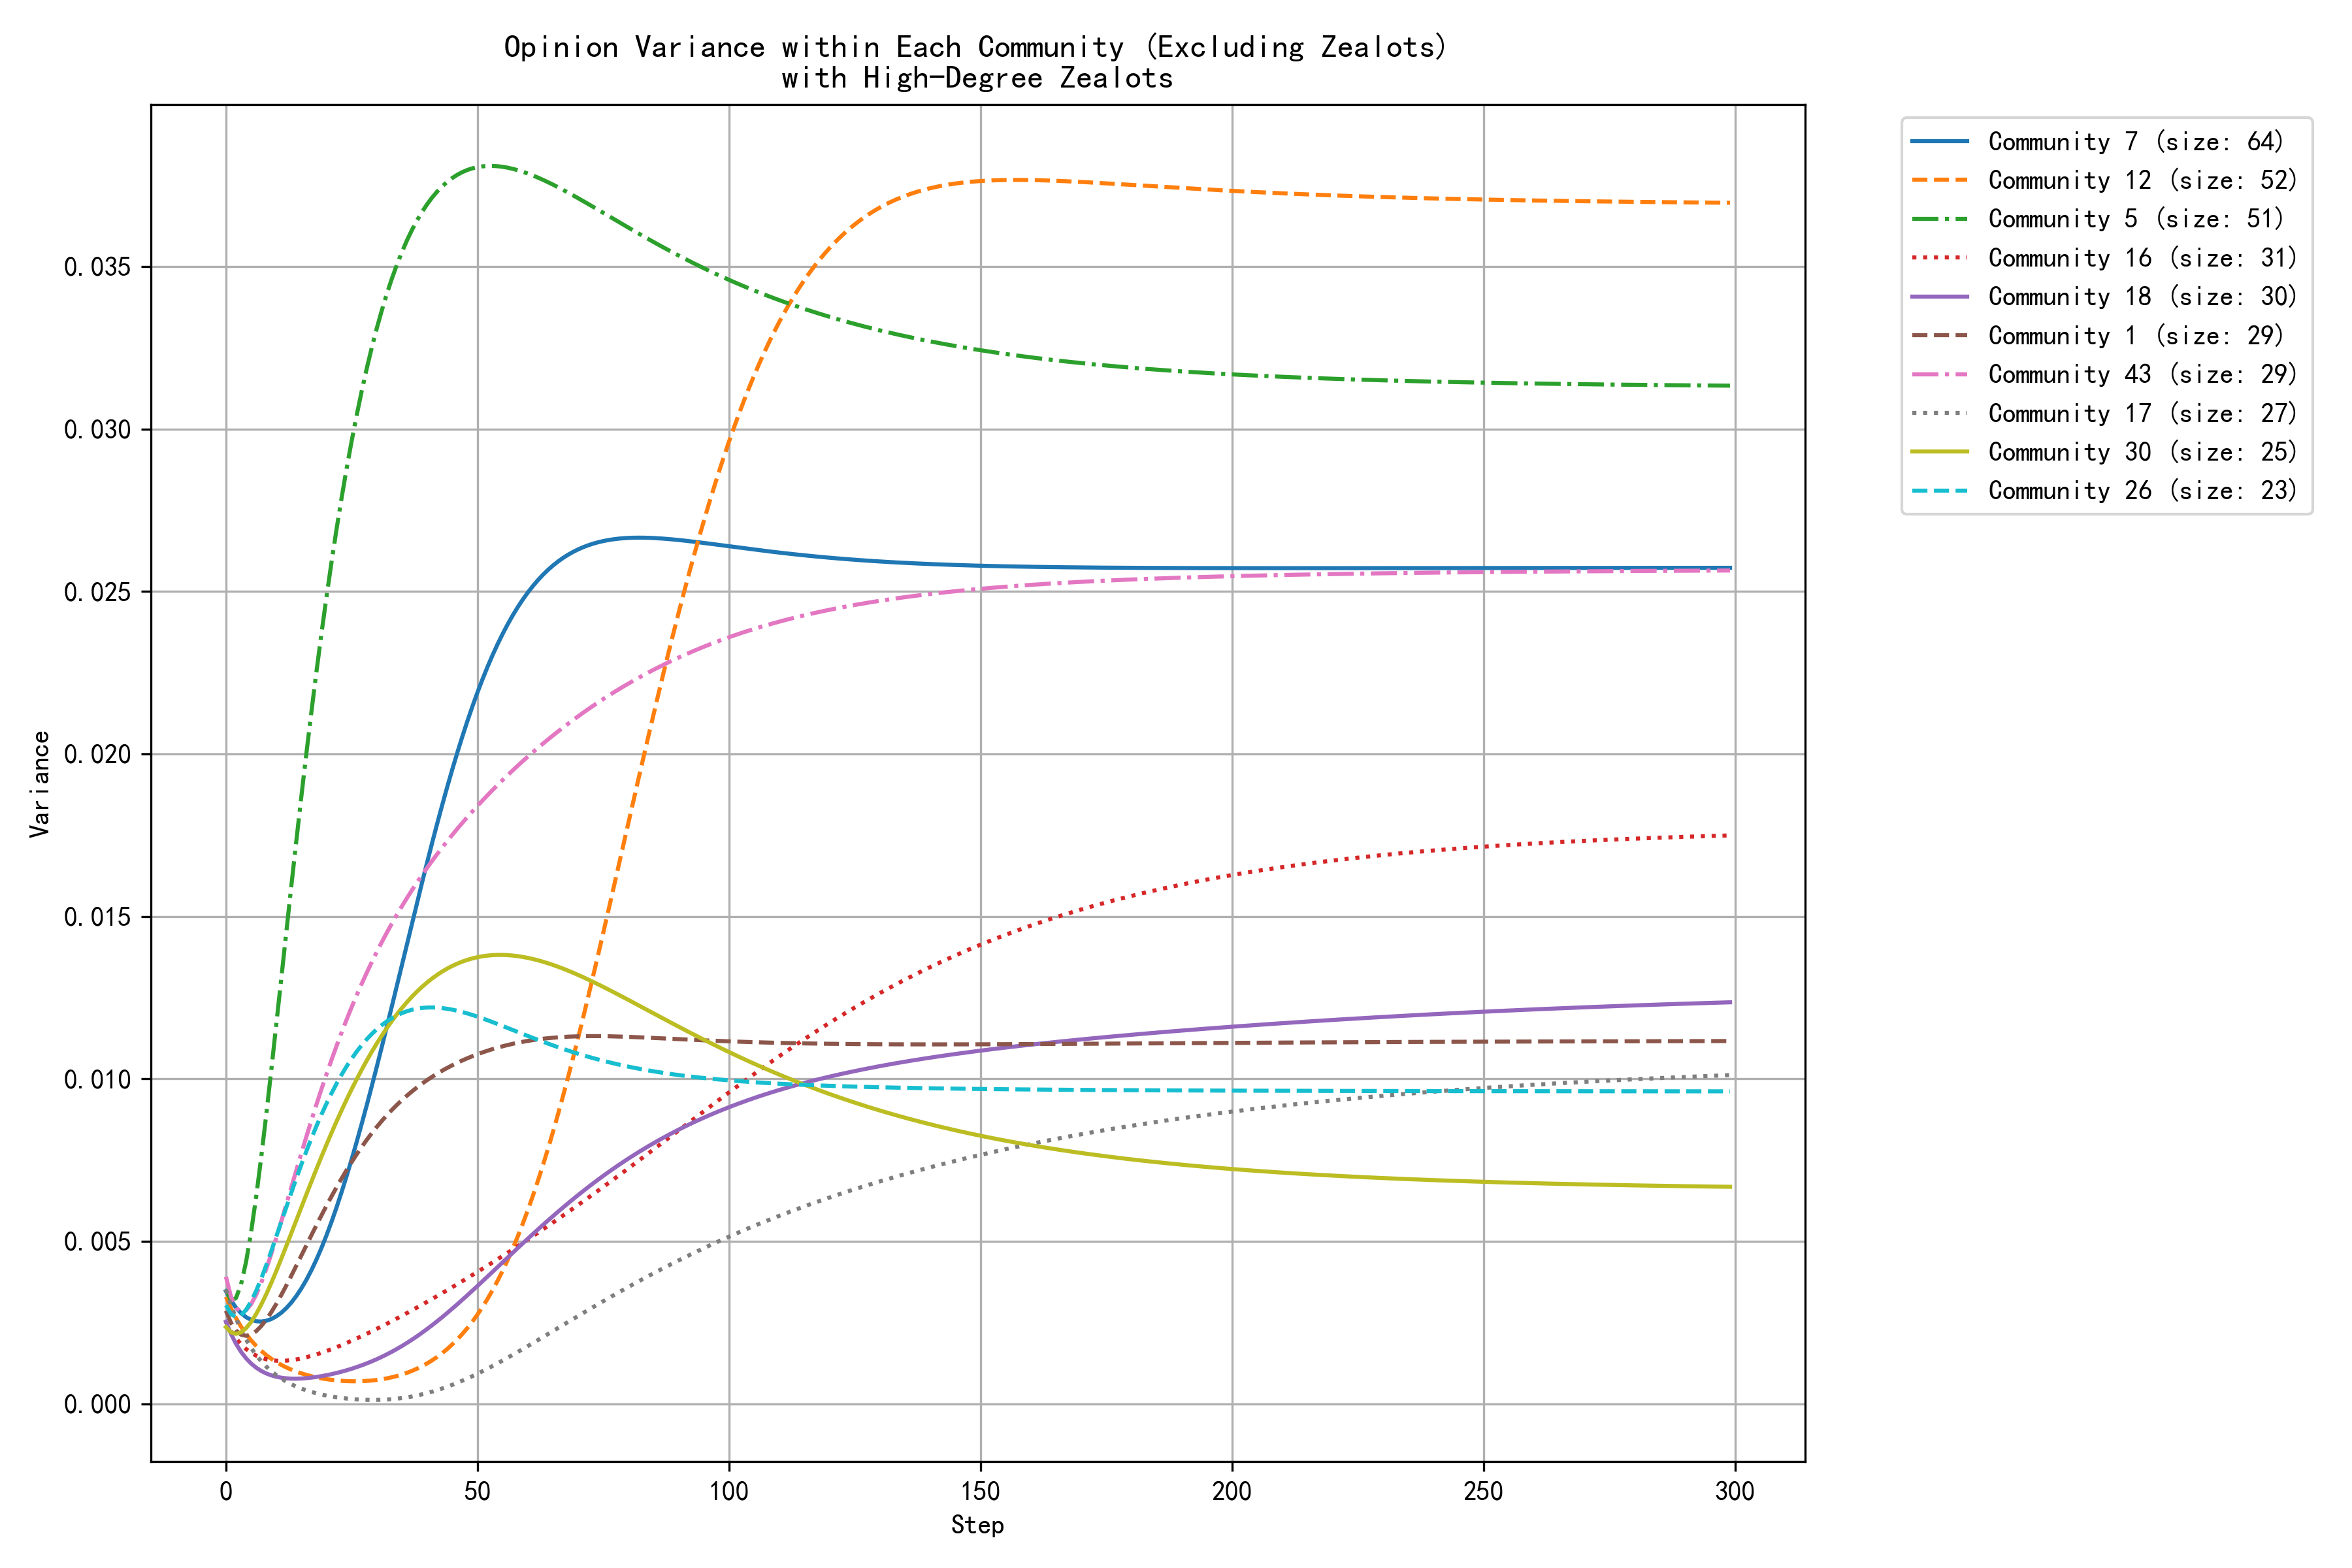 Opinion Variance within Each Community (Excluding Zealots)
with High-Degree Zealots
Variance
0.035
0.030
0.025
0.020
0.015
0.010
0.005
0.000
0
50
100
150
200
250
300
Step
Community 7 (size: 64)
Community 12 (size: 52)
Community 5 (size: 51)
Community 16 (size: 31)
Community 18 (size: 30)
Community 1 (size: 29)
Community 43 (size: 29)
Community 17 (size: 27)
Community 30 (size: 25)
Community 26 (size: 23)